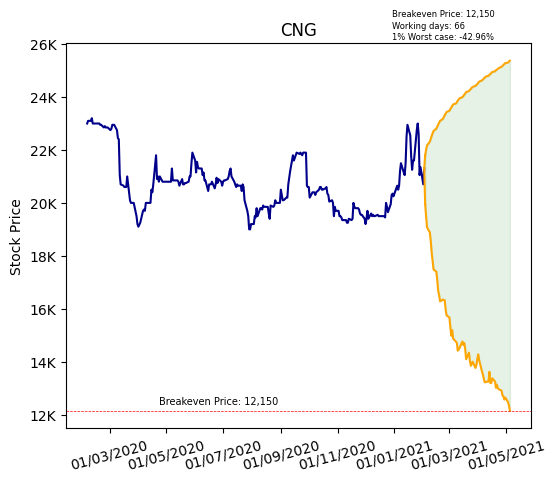 Breakeven Price: 12,150
Working days: 66
1% Worst case: -42.96%
CNG
26K
24K
22K
20K
18K
16K
14K
12K
Stock Price
Breakeven Price: 12,150
01/03/2020
01/05/2020
01/07/2020
01/09/2020
01/11/2020
01/01/2021
01/03/2021
01/05/2021